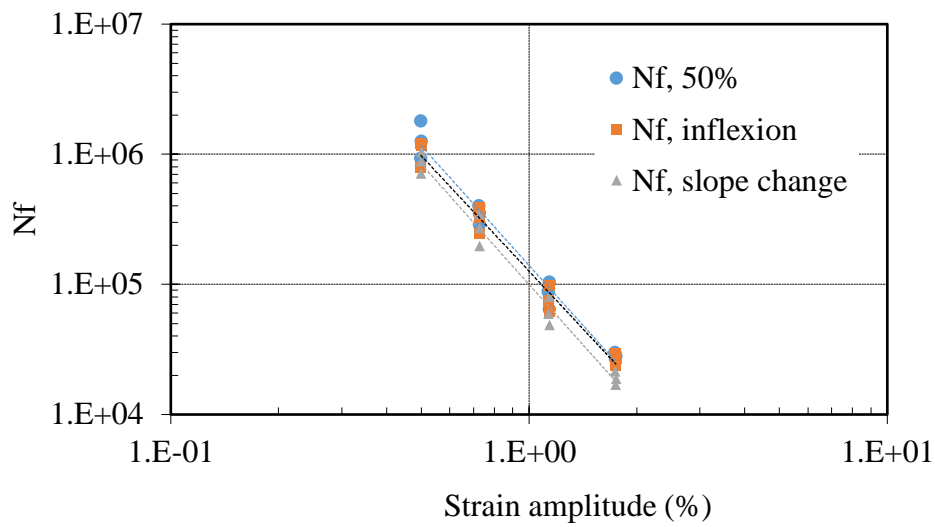 1.E+07
1.E+06
1.E+05
1.E+04
Nf
Nf, 50%
Nf, inflexion
Nf, slope change
1.E-01
1.E+00
1.E+01
Strain amplitude (%)